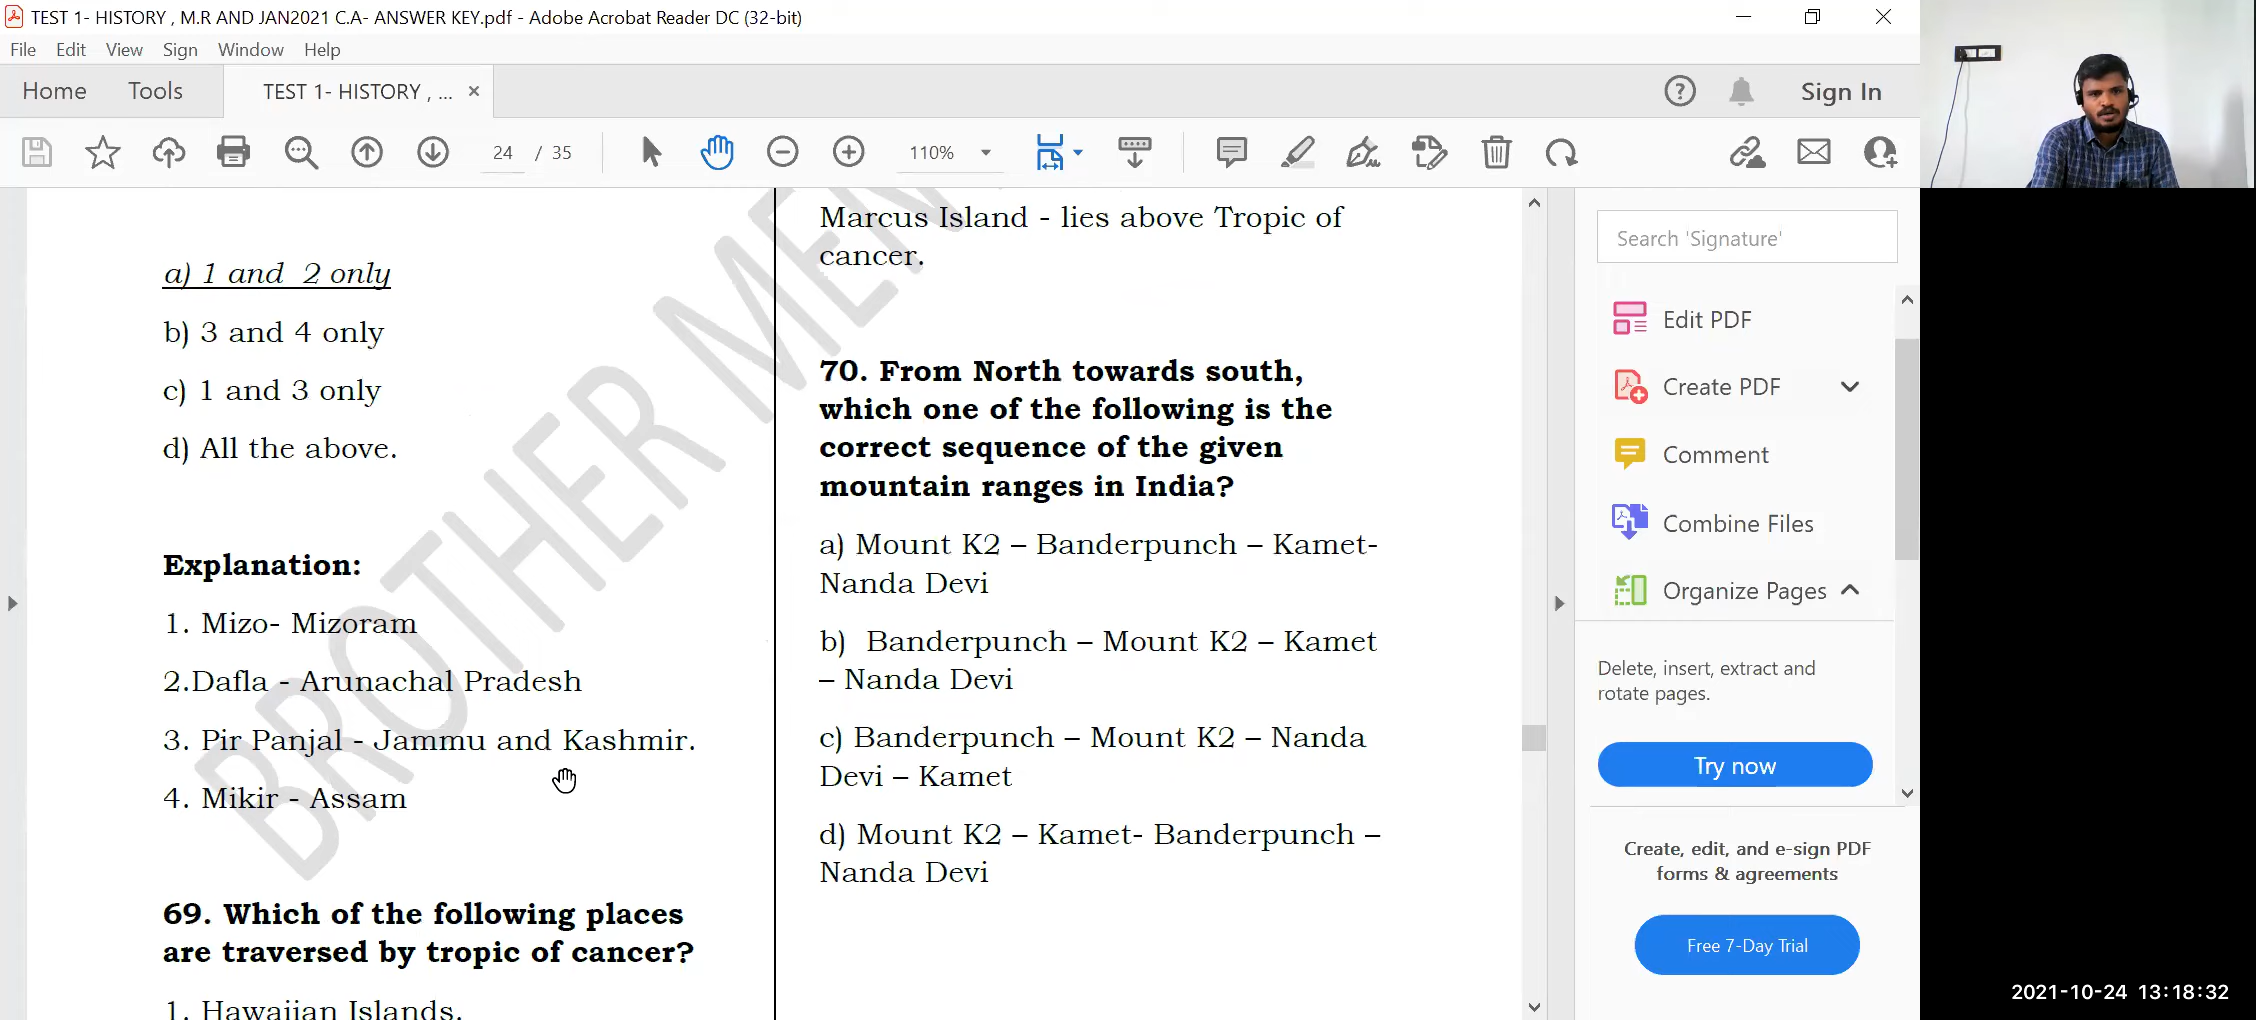 TEST 1- HISTORY , M.R AND JAN2021 C.A- ANSWER KEY.pdf - Adobe Acrobat Reader DC (32-bit)
File Edit View Sign Window Help
Home Tools TEST 1- HISTORY , ... × Sign In
24 / 35 110%
a) 1 and 2 only
b) 3 and 4 only
c) 1 and 3 only
d) All the above.
Explanation:
1. Mizo- Mizoram
2.Dafla - Arunachal Pradesh
3. Pir Panjal - Jammu and Kashmir.
4. Mikir - Assam
69. Which of the following places
are traversed by tropic of cancer?
1. Hawaiian Islands.
BROTHER MEN
Marcus Island - lies above Tropic of
cancer.
70. From North towards south,
which one of the following is the
correct sequence of the given
mountain ranges in India?
a) Mount K2 – Banderpunch – Kamet-
Nanda Devi
b) Banderpunch – Mount K2 – Kamet
– Nanda Devi
c) Banderpunch – Mount K2 – Nanda
Devi – Kamet
d) Mount K2 – Kamet- Banderpunch –
Nanda Devi
Search 'Signature'
Edit PDF
Create PDF
Comment
Combine Files
Organize Pages
Delete, insert, extract and
rotate pages.
Try now
Create, edit, and e-sign PDF
forms & agreements
Free 7-Day Trial
2021-10-24 13:18:32